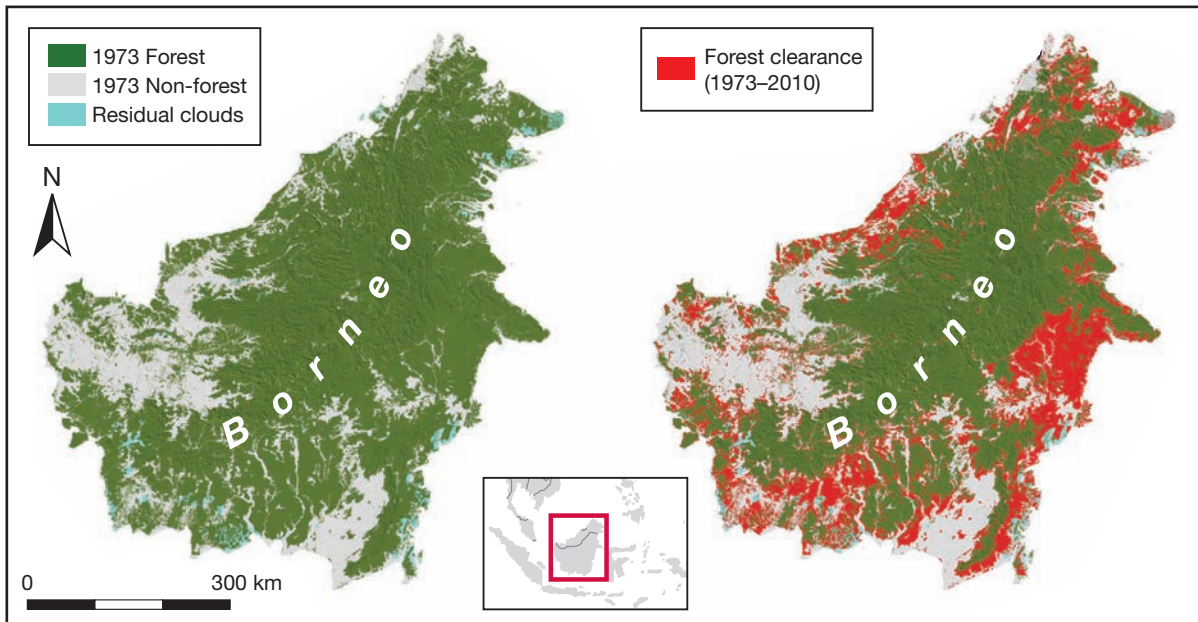 1973 Forest
1973 Non-forest
Residual clouds
Forest clearance
(1973–2010)
N
Borneo
Borneo
0 300 km